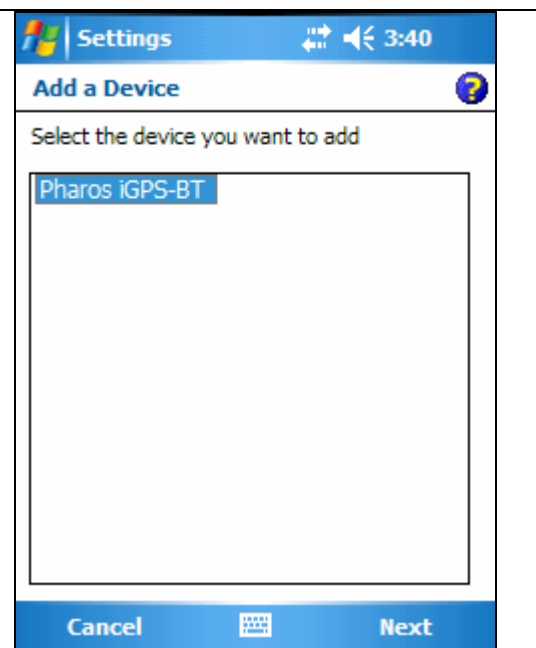 Settings 3:40
Add a Device ?
Select the device you want to add
Pharos iGPS-BT
Cancel Next